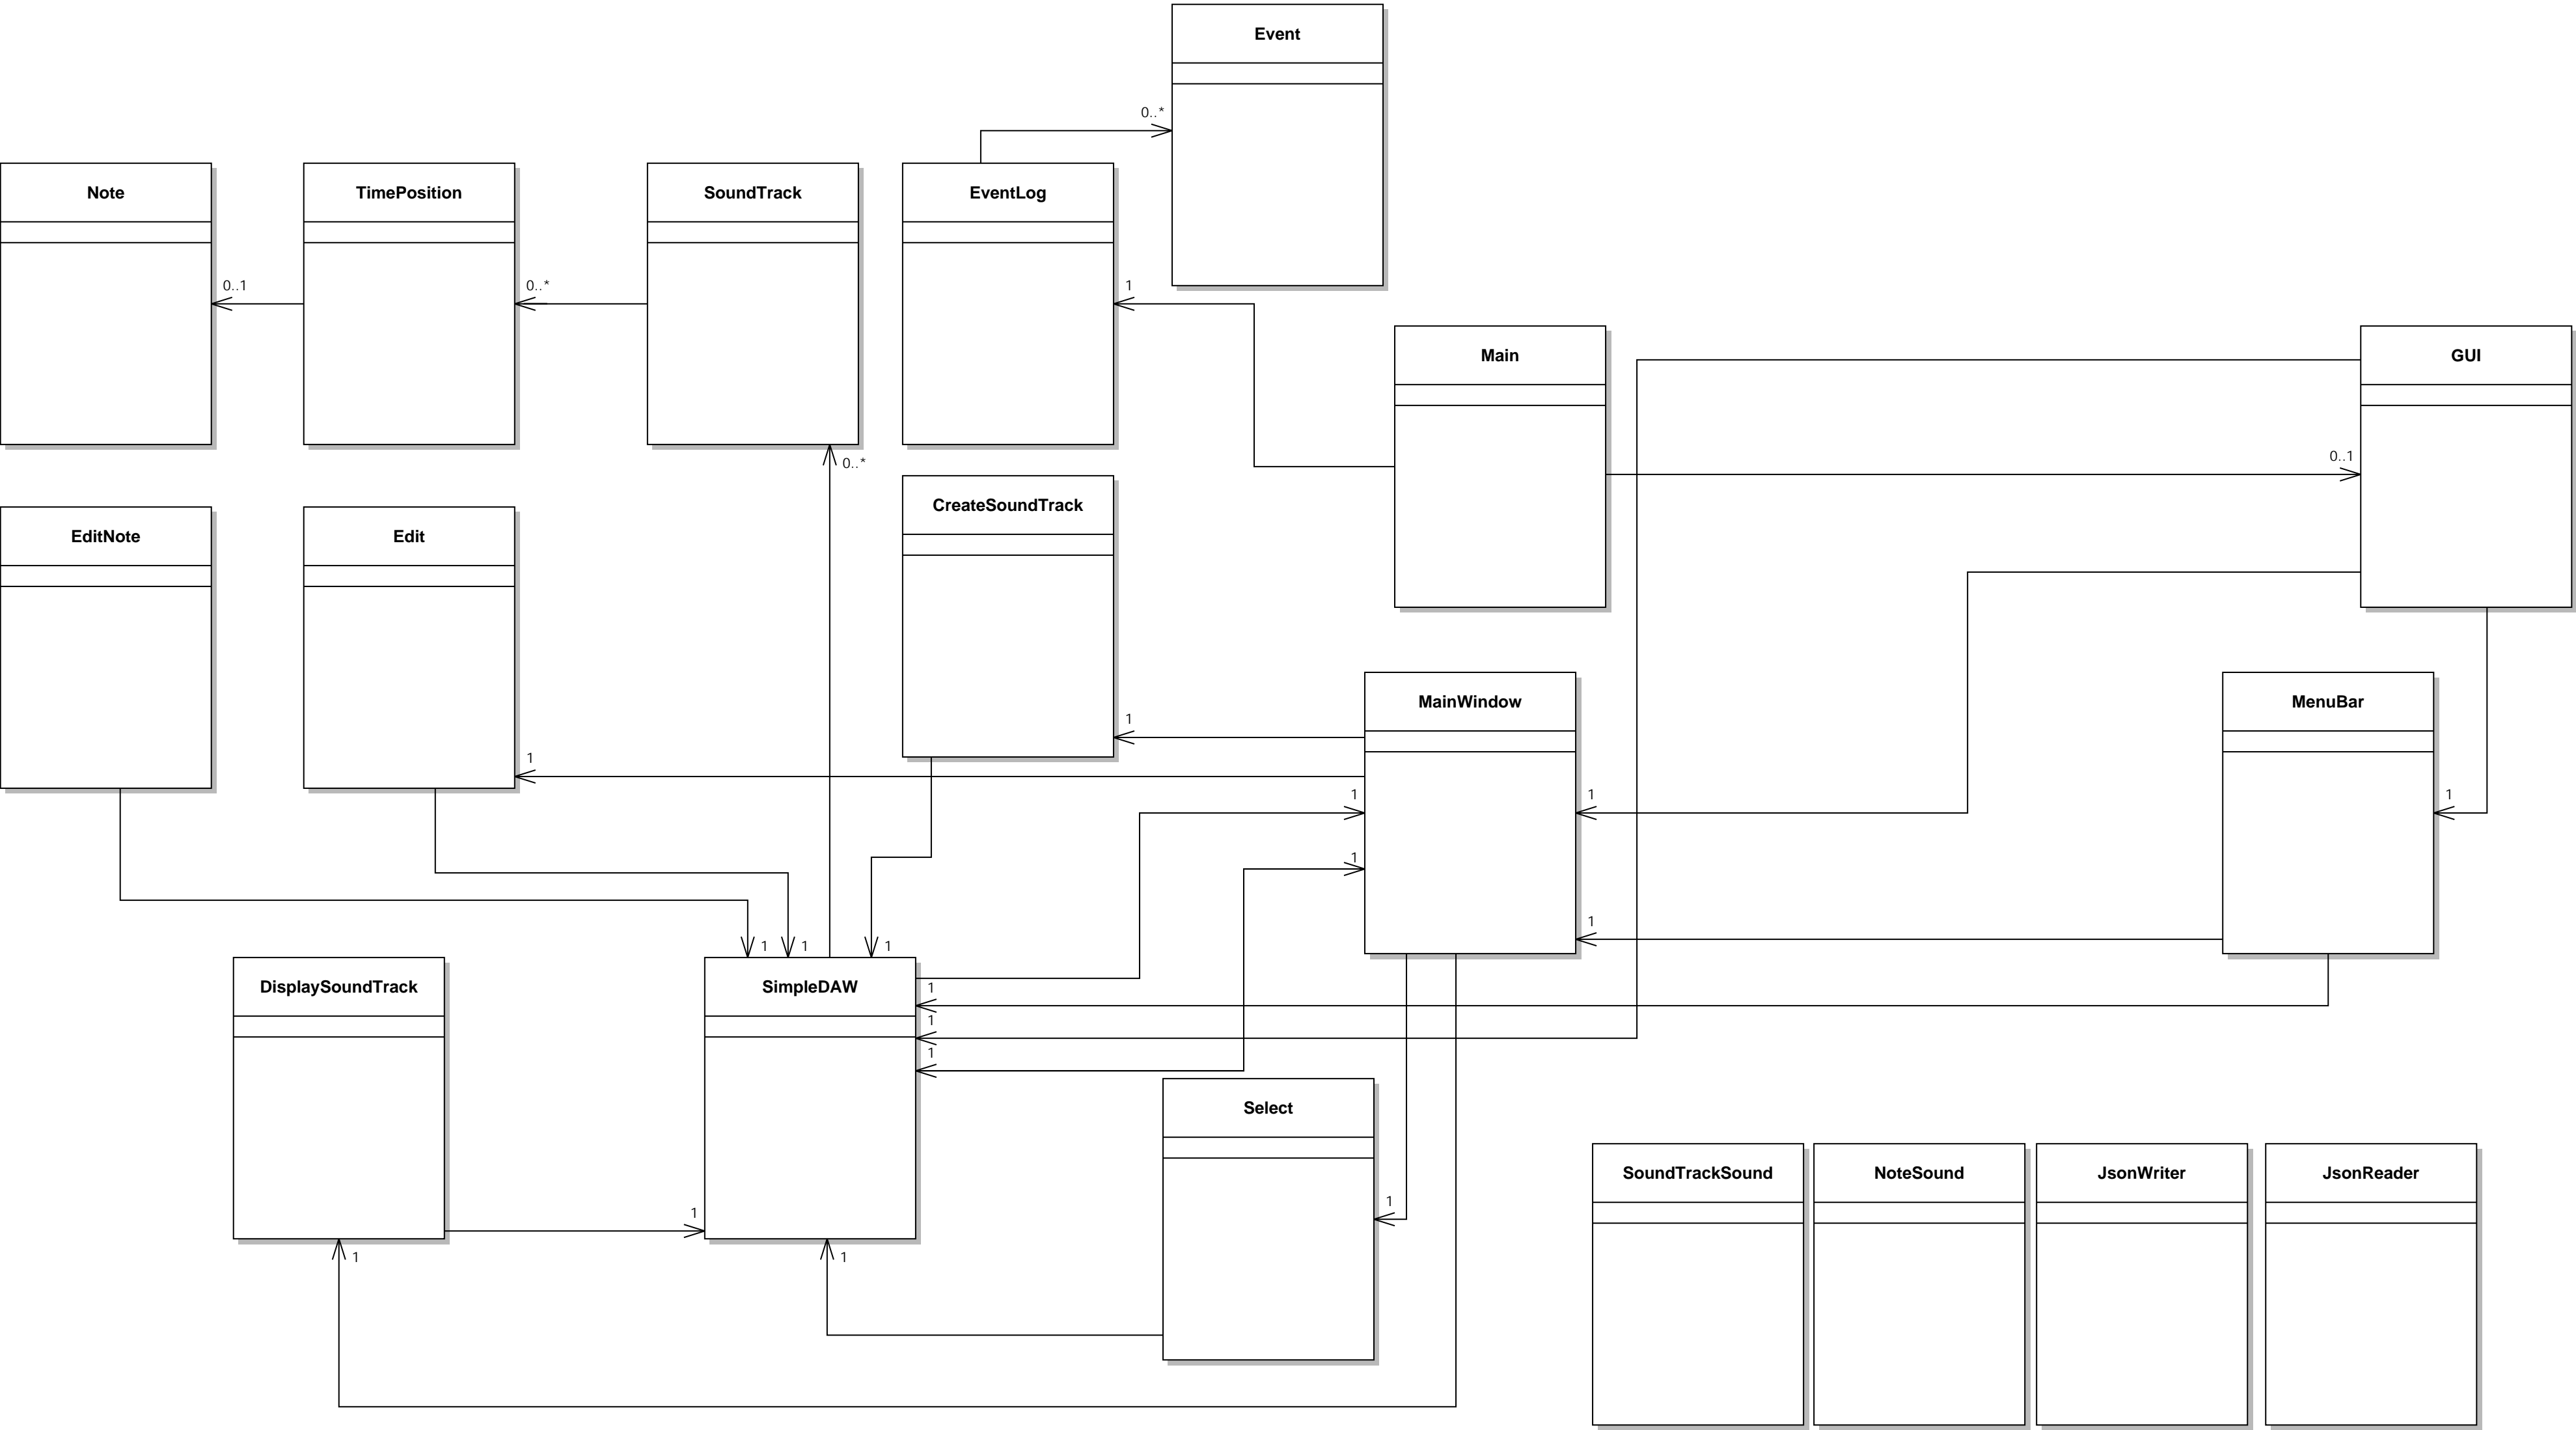 Event
0..*
Note
TimePosition
SoundTrack
EventLog
0..1
0..*
1
Main
GUI
0..1
0..*
CreateSoundTrack
EditNote
Edit
MainWindow
MenuBar
1
1
1
1
1
1
1
1
1
1
DisplaySoundTrack
SimpleDAW
1
1
1
Select
SoundTrackSound
NoteSound
JsonWriter
JsonReader
1
1
1
1